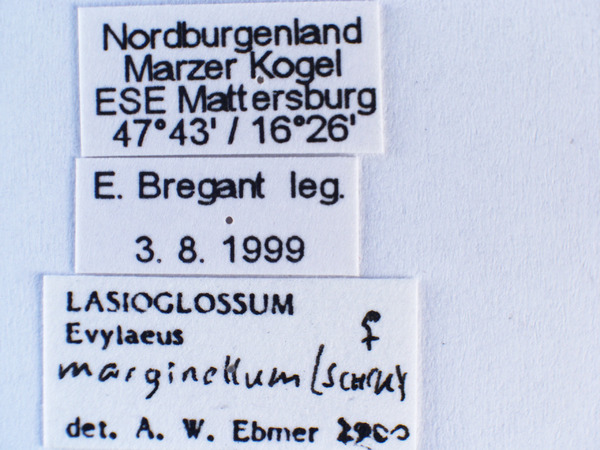 Nordburgenland
Marzer Kogel
ESE Mattersburg
47°43' / 16°26'
E. Bregant leg.
3. 8. 1999
LASIOGLOSSUM
Evylaeus ♀
marginellum (SCHCK)
det. A. W. Ebmer